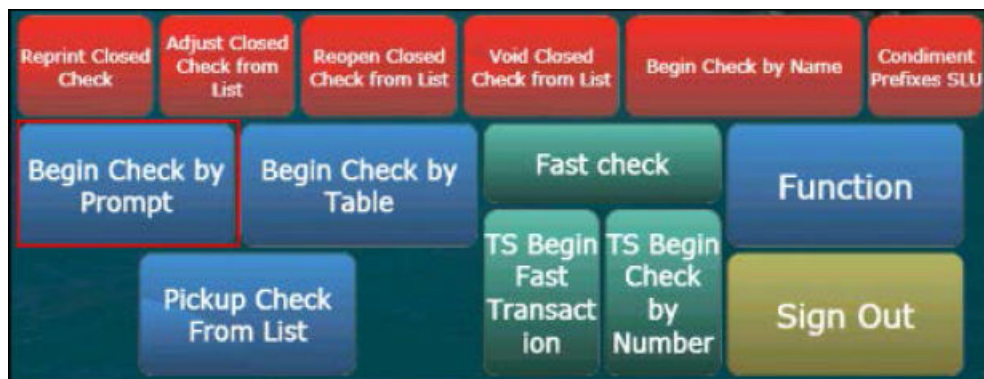 Reprint Closed
Check
Adjust Closed
Check from
List
Reopen Closed
Check from List
Void Closed
Check from List
Begin Check by Name
Condiment
Prefixes SLU
Begin Check by
Prompt
Begin Check by
Table
Fast check
Function
TS Begin
Fast
Transact
ion
TS Begin
Check
by
Number
Pickup Check
From List
Sign Out